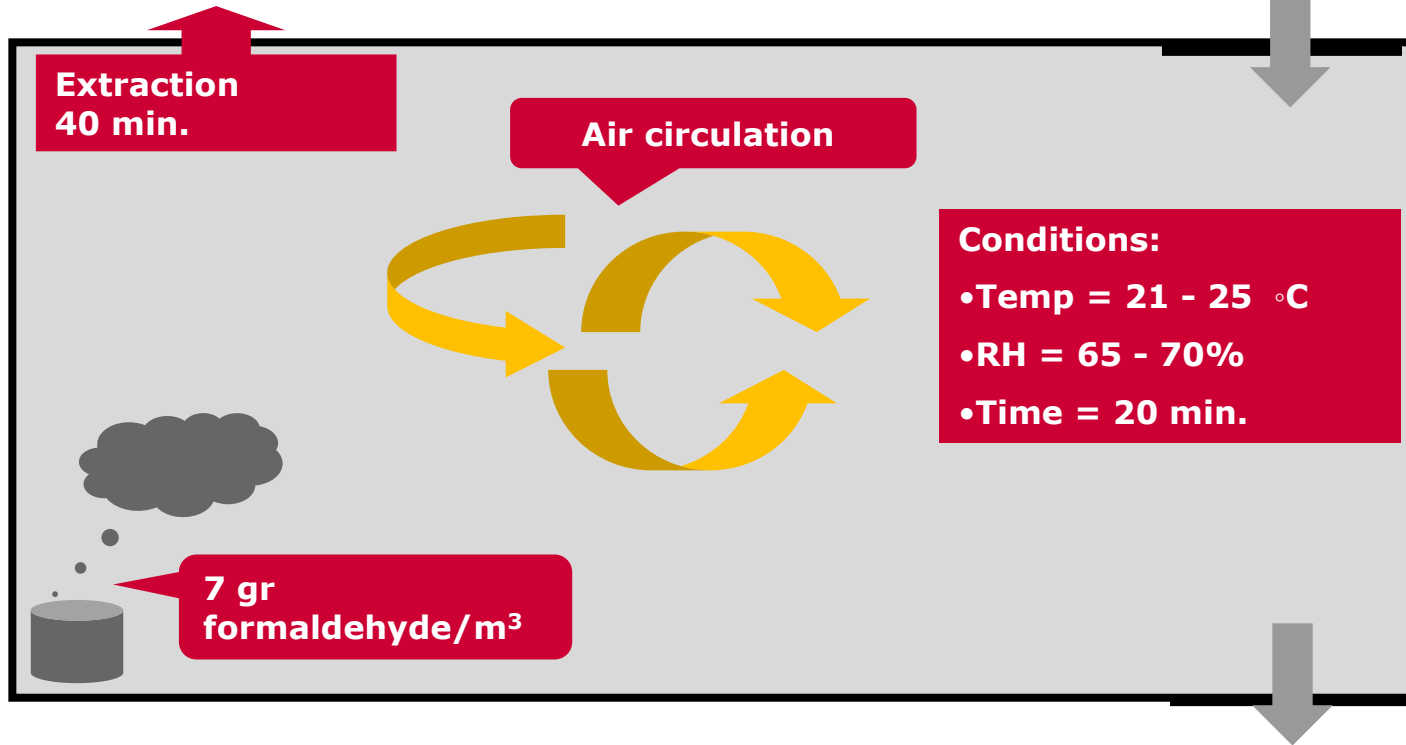 Extraction
40 min.
Air circulation
Conditions:
•Temp = 21 - 25 ◦C
•RH = 65 - 70%
•Time = 20 min.
7 gr
formaldehyde/m³